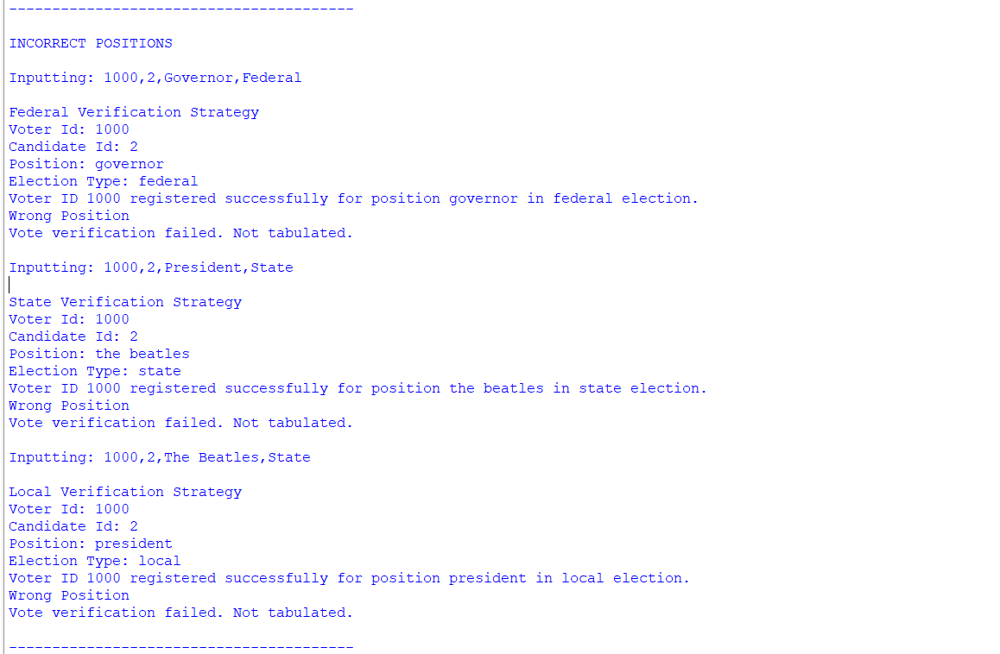 ----------------------------------------
INCORRECT POSITIONS
Inputting: 1000,2,Governor,Federal
Federal Verification Strategy
Voter Id: 1000
Candidate Id: 2
Position: governor
Election Type: federal
Voter ID 1000 registered successfully for position governor in federal election.
Wrong Position
Vote verification failed. Not tabulated.
Inputting: 1000,2,President,State
State Verification Strategy
Voter Id: 1000
Candidate Id: 2
Position: the beatles
Election Type: state
Voter ID 1000 registered successfully for position the beatles in state election.
Wrong Position
Vote verification failed. Not tabulated.
Inputting: 1000,2,The Beatles,State
Local Verification Strategy
Voter Id: 1000
Candidate Id: 2
Position: president
Election Type: local
Voter ID 1000 registered successfully for position president in local election.
Wrong Position
Vote verification failed. Not tabulated.
----------------------------------------